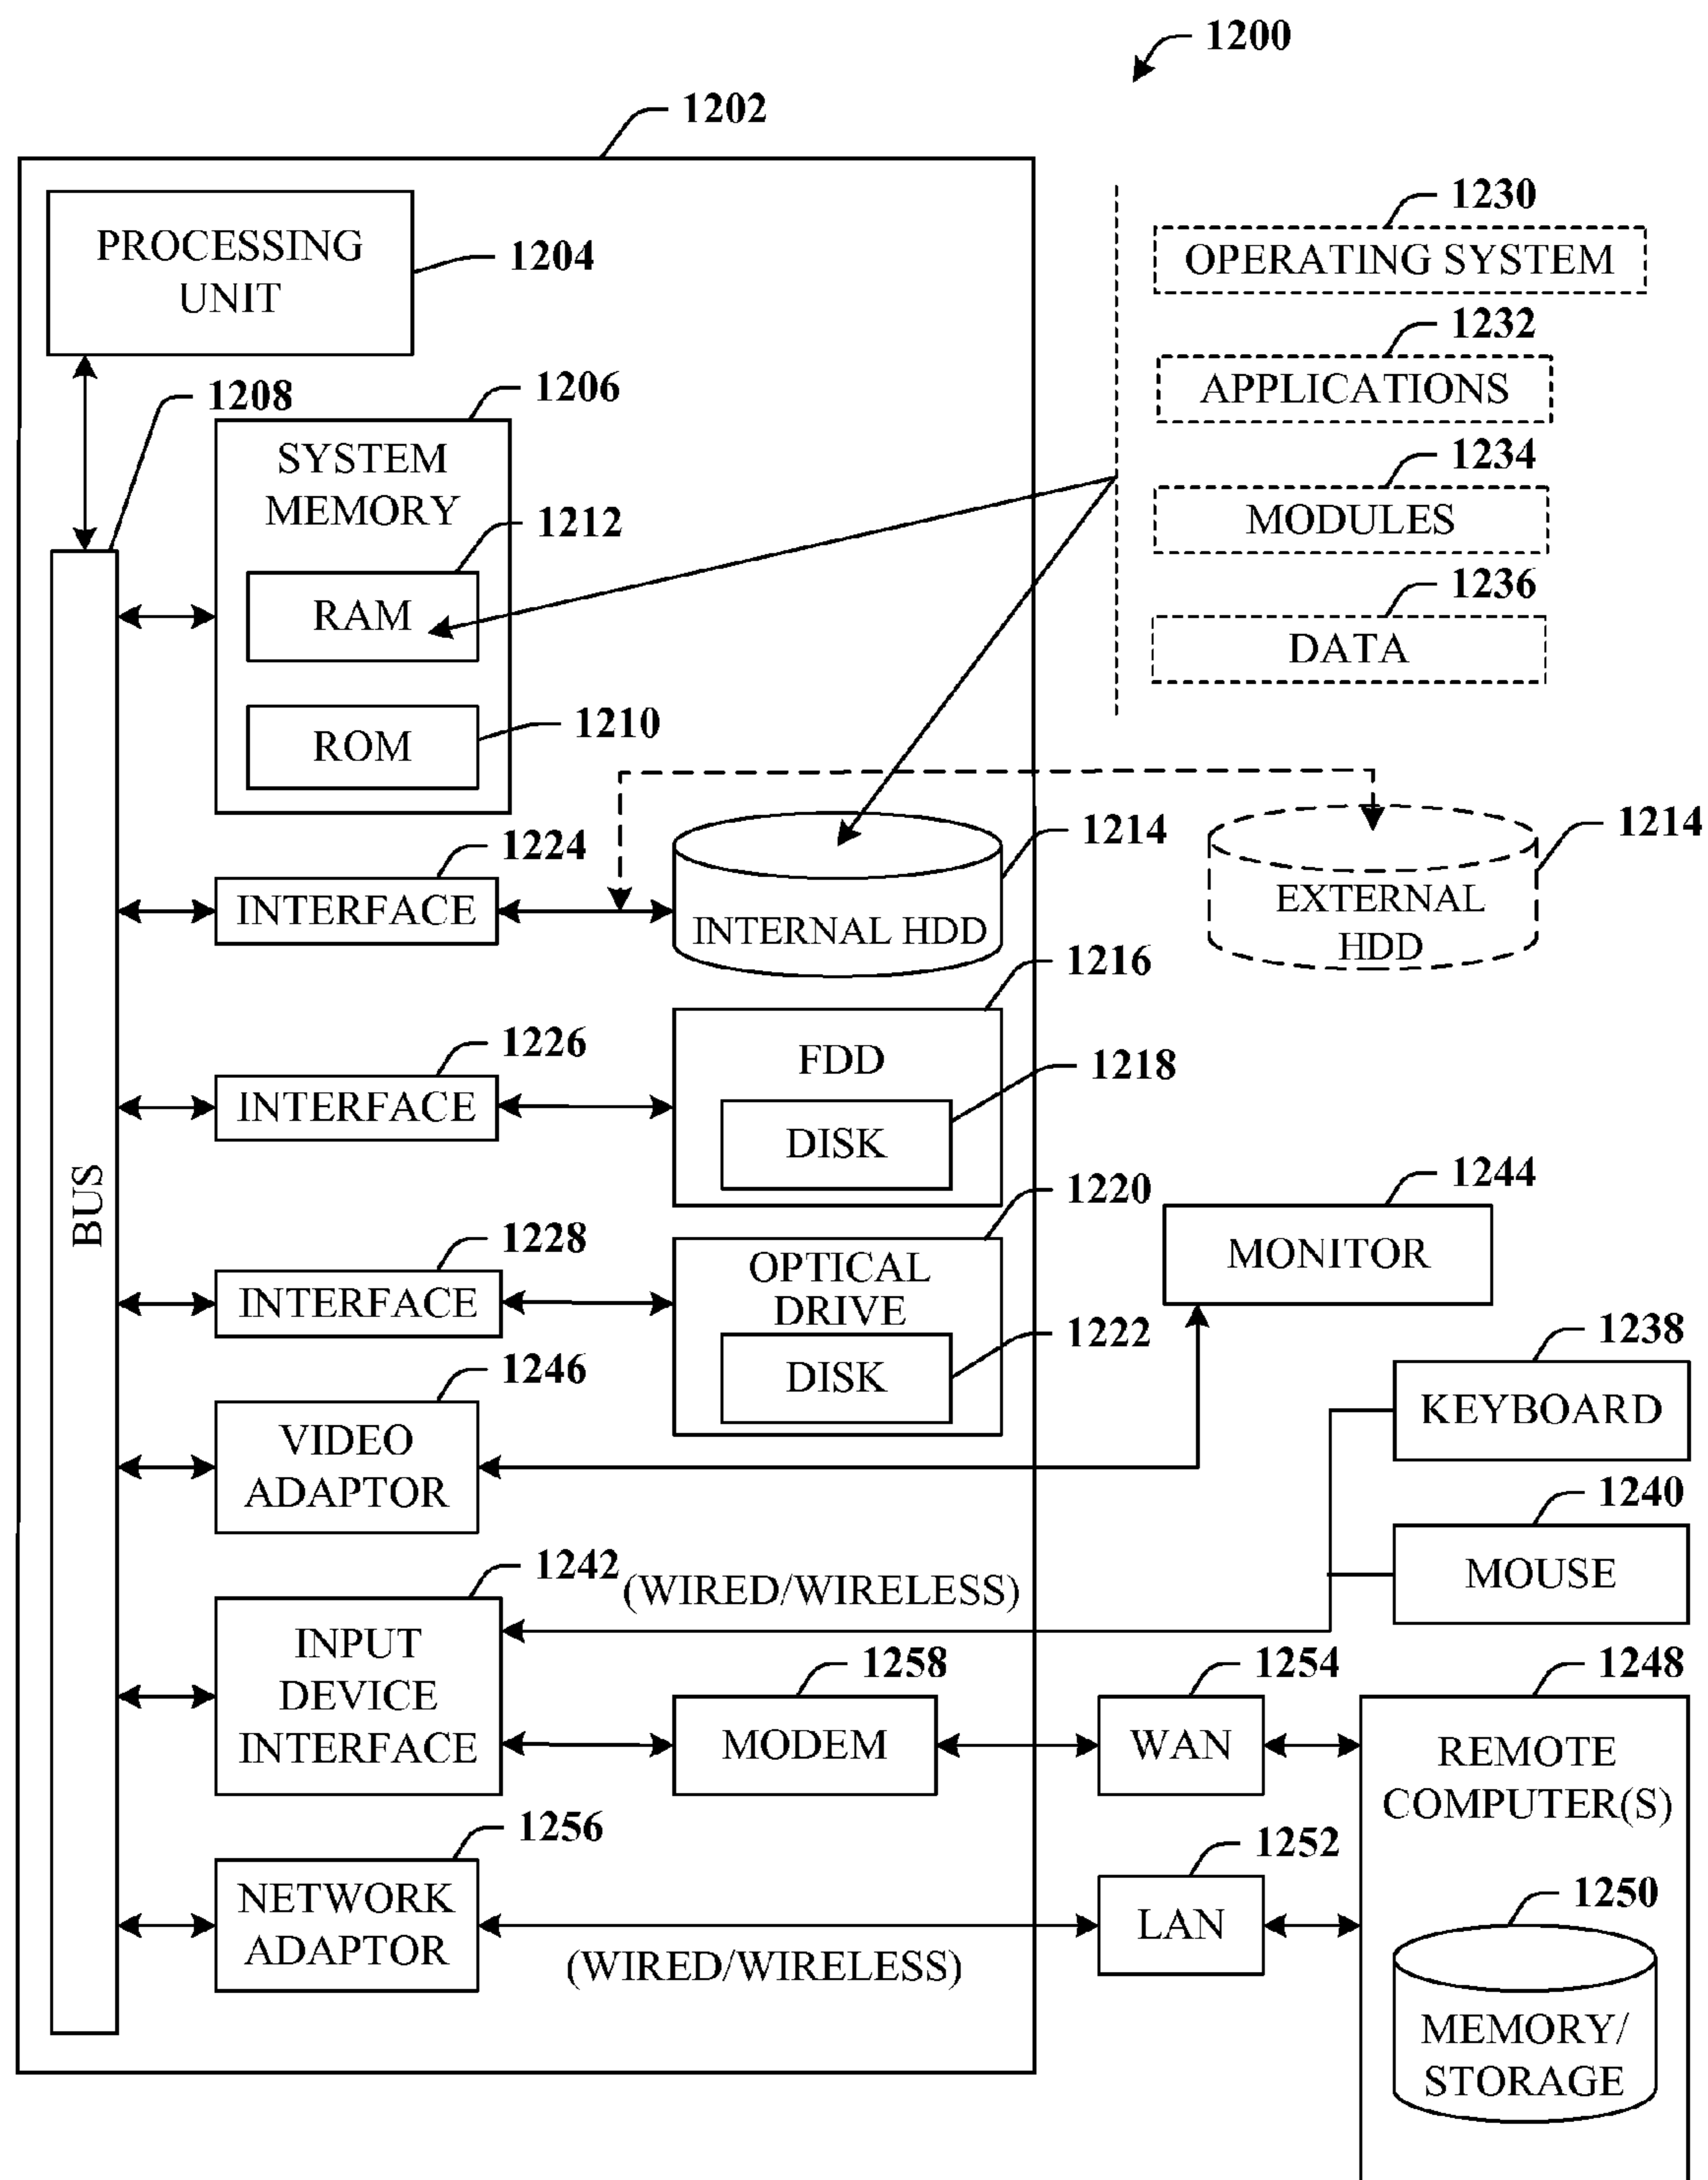 1200
1202
PROCESSING
UNIT
1204
1230
OPERATING SYSTEM
1232
APPLICATIONS
1234
MODULES
1236
DATA
1208
1206
SYSTEM
MEMORY
1212
RAM
1210
ROM
BUS
1224
INTERFACE
1214
INTERNAL HDD
1214
EXTERNAL
HDD
1226
INTERFACE
1216
FDD
1218
DISK
1228
INTERFACE
1220
OPTICAL
DRIVE
1222
DISK
1244
MONITOR
1246
VIDEO
ADAPTOR
1238
KEYBOARD
1240
MOUSE
1242
(WIRED/WIRELESS)
INPUT
DEVICE
INTERFACE
1258
MODEM
1254
WAN
1248
REMOTE
COMPUTER(S)
1256
NETWORK
ADAPTOR
(WIRED/WIRELESS)
1252
LAN
1250
MEMORY/
STORAGE